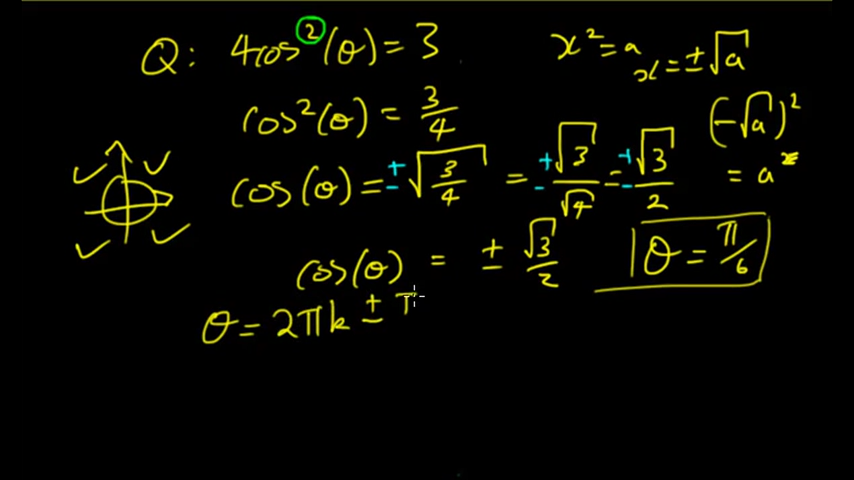 Q: 4cos²(θ) = 3
x² = a
x = ±√a
cos²(θ) = 3/4
(-√a)²
= a
cos(θ) = ±√(3/4) = ±√3/√4 = ±√3/2
cos(θ) = ± √3/2
θ = π/6
θ = 2πk ±